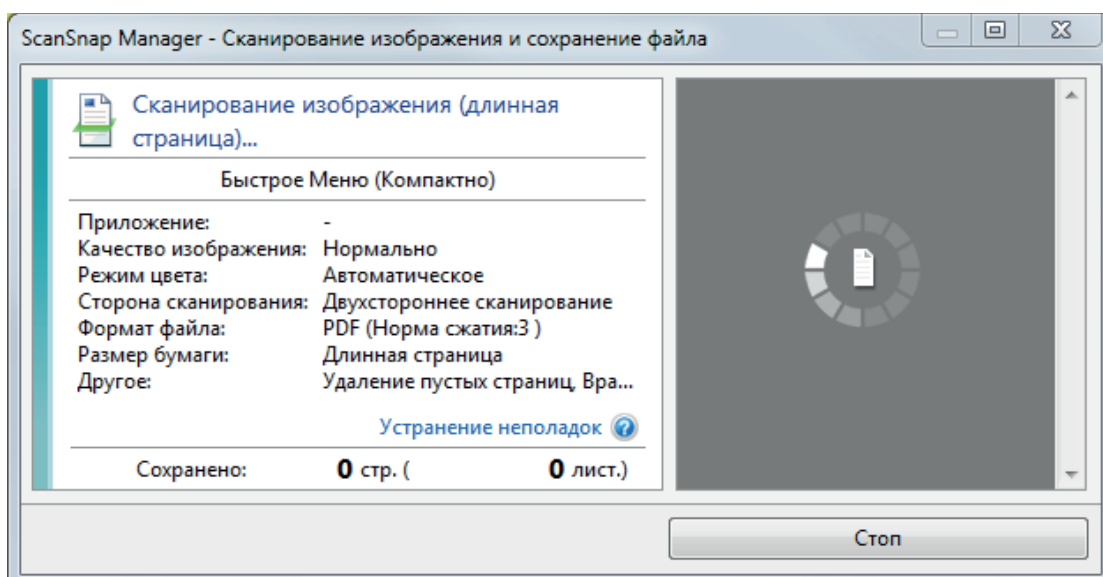 ScanSnap Manager - Сканирование изображения и сохранение файла
Сканирование изображения (длинная
страница)...
Быстрое Меню (Компактно)
Приложение: -
Качество изображения: Нормально
Режим цвета: Автоматическое
Сторона сканирования: Двухстороннее сканирование
Формат файла: PDF (Норма сжатия:3 )
Размер бумаги: Длинная страница
Другое: Удаление пустых страниц, Вра...
Устранение неполадок ?
Сохранено: 0 стр. ( 0 лист.)
Стоп